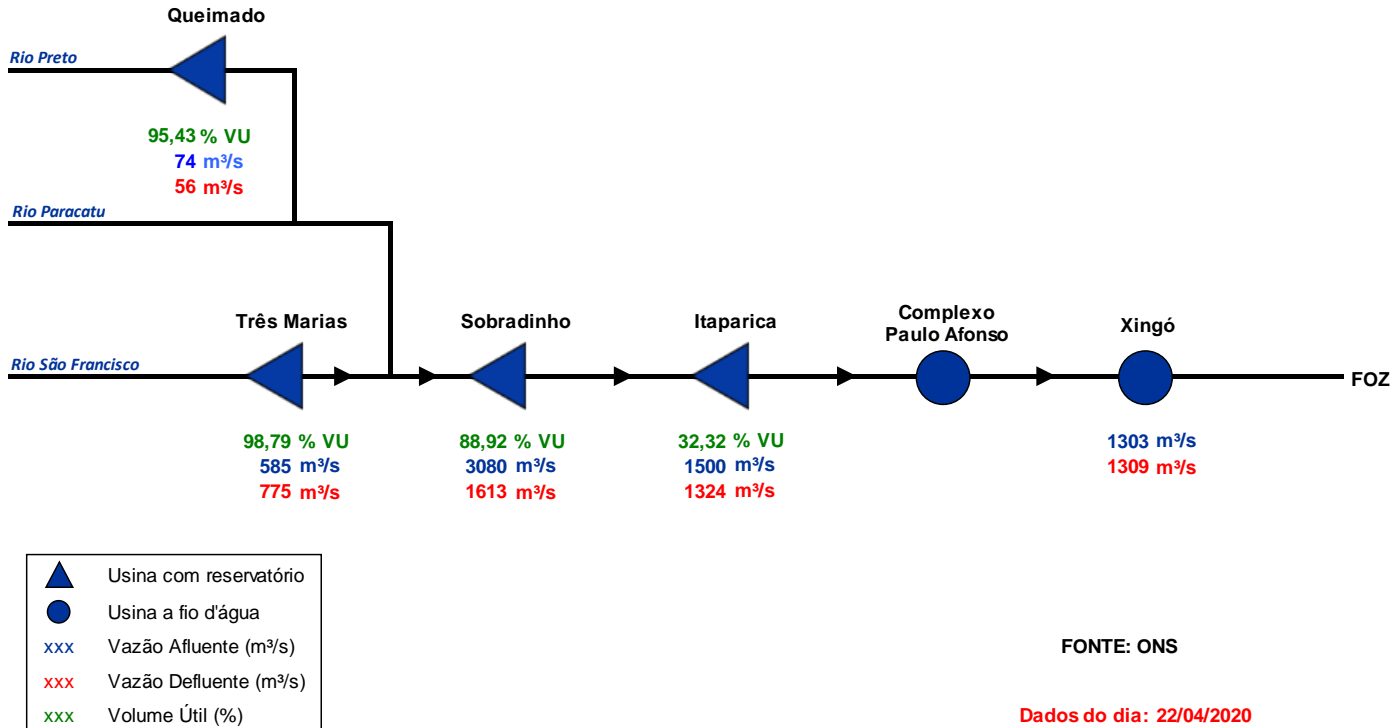 Queimado
Rio Preto
95,43 % VU
74 m³/s
56 m³/s
Rio Paracatu
Três Marias
Sobradinho
Itaparica
Complexo
Paulo Afonso
Xingó
Rio São Francisco
FOZ
98,79 % VU
585 m³/s
775 m³/s
88,92 % VU
3080 m³/s
1613 m³/s
32,32 % VU
1500 m³/s
1324 m³/s
1303 m³/s
1309 m³/s
Usina com reservatório
Usina a fio d'água
xxx Vazão Afluente (m³/s)
xxx Vazão Defluente (m³/s)
xxx Volume Útil (%)
FONTE: ONS
Dados do dia: 22/04/2020